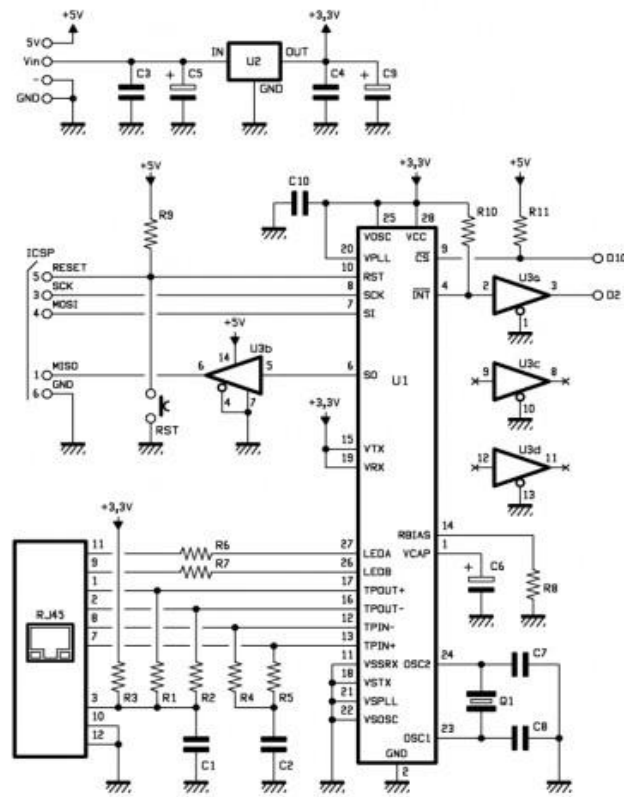 +5V
+3,3V
5V
Vin
-
GND
C3
+ C5
IN U2 OUT
GND
C4
+ C9
+5V
+3,3V
+5V
C10
R9
R10
R11
25 28
VOSC VCC
20 VPLL
CS 9
D10
ICSP
5 RESET
10 RST
3 SCK
8 SCK
4 MOSI
7 SI
INT 4
2 U3a 3
D2
1
+5V
14 U3b
1 MISO
6 5
4 7
6 SO
U1
6 GND
RST
9 U3c 8
10
+3,3V
15 VTX
19 VRX
12 U3d 11
13
+3,3V
RBIAS 14
VCAP 1
+ C6
R8
RJ45
11 R6 27 LEDA
9 R7 26 LEDB
1 17 TPOUT+
2 16 TPOUT-
8 12 TPIN-
7 13 TPIN+
11 VSSRX
18 VSTX
21 VSPLL
22 VSOSC
OSC2 24
C7
Q1
OSC1 23
C8
3
R3 R1 R2 R4 R5
10
12
C1 C2
GND
2